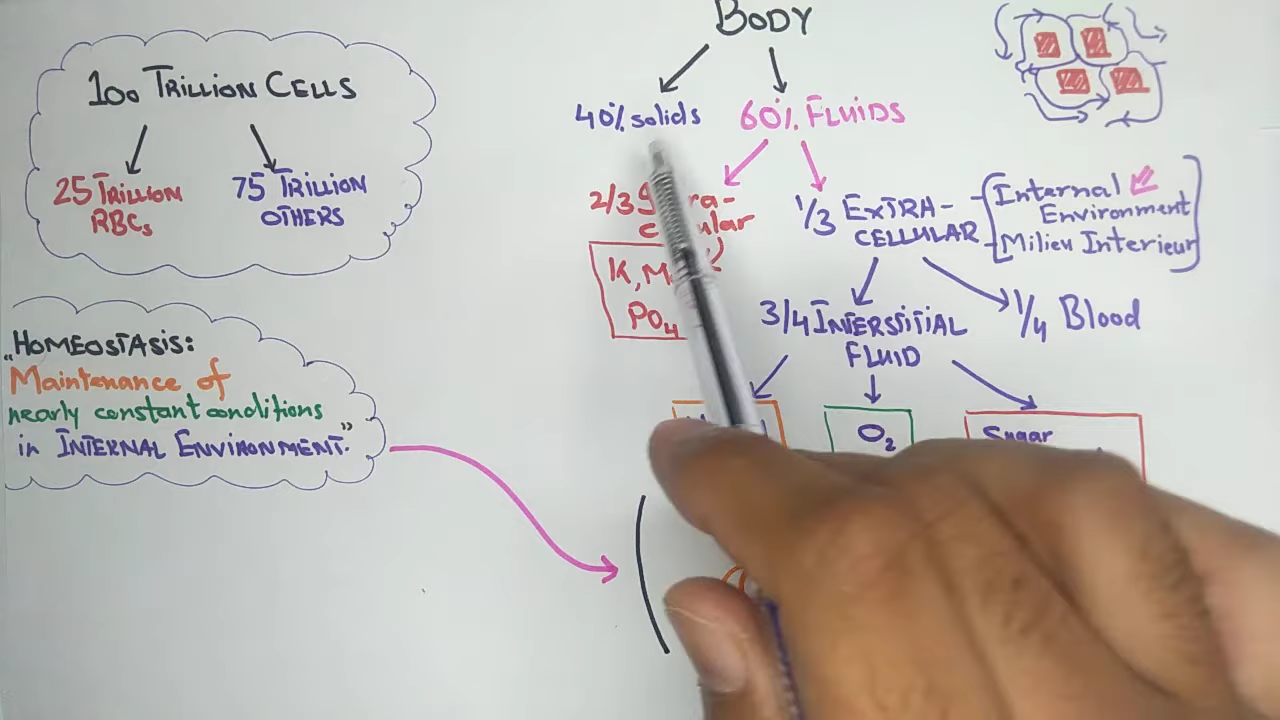 BODY
100 TRILLION CELLS
40% solids
60% FLUIDS
25 TRILLION
RBCs
75 TRILLION
OTHERS
2/3
1/3 EXTRA-
CELLULAR
Internal
Environment
Milieu Interieur
K,
PO4
3/4 INTERSTITIAL
FLUID
1/4 Blood
„HOMEOSTASIS:
Maintenance of
nearly constant conditions
in INTERNAL ENVIRONMENT.”
O2
Sugar